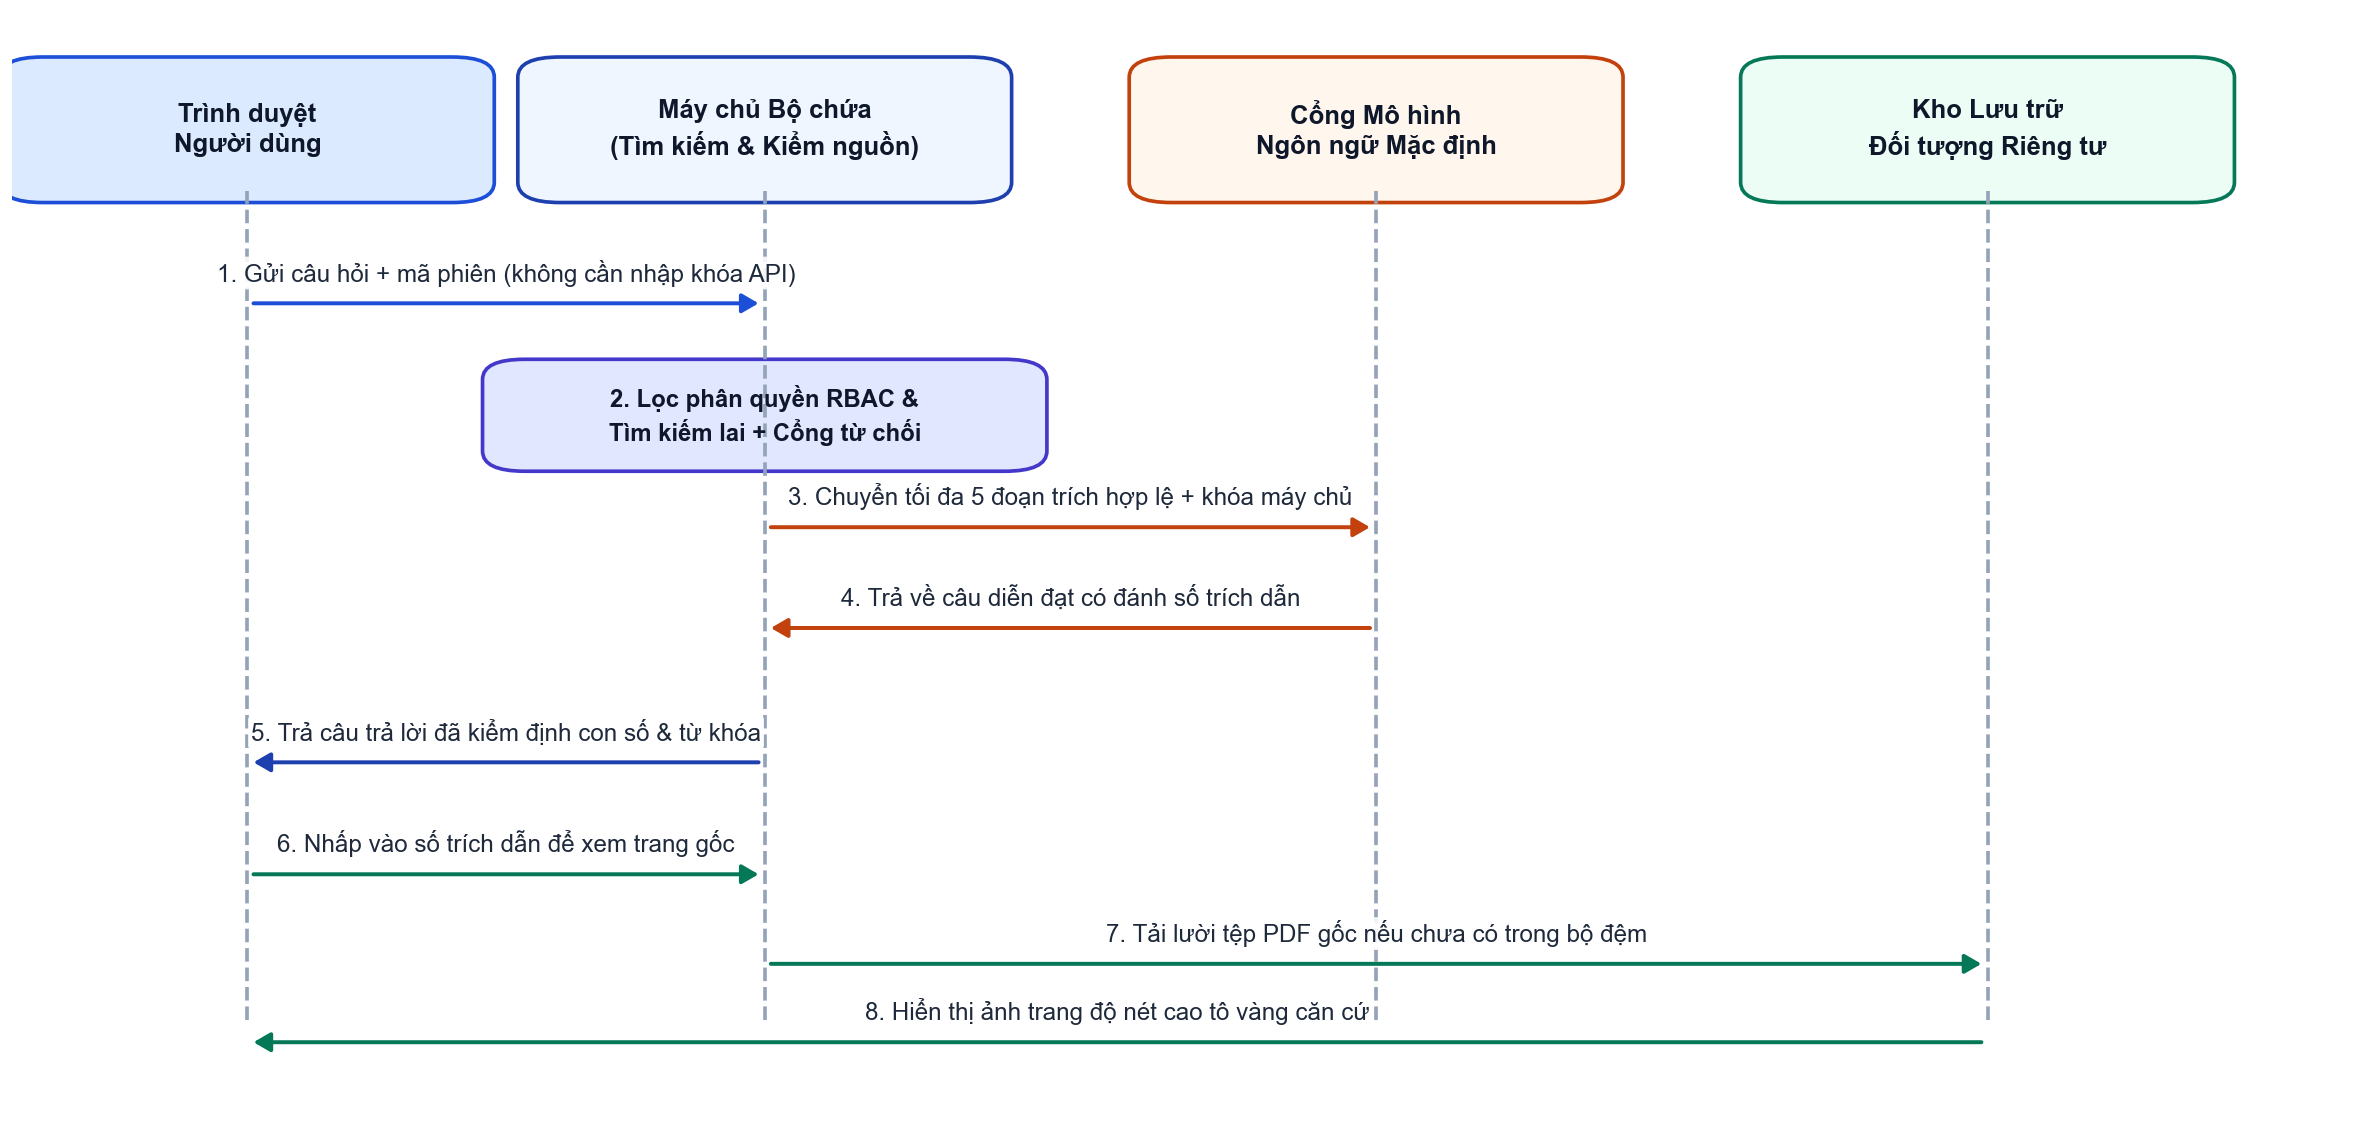 Trình duyệt
Người dùng
Máy chủ Bộ chứa
(Tìm kiếm & Kiểm nguồn)
Cổng Mô hình
Ngôn ngữ Mặc định
Kho Lưu trữ
Đối tượng Riêng tư
1. Gửi câu hỏi + mã phiên (không cần nhập khóa API)
2. Lọc phân quyền RBAC &
Tìm kiếm lai + Cổng từ chối
3. Chuyển tối đa 5 đoạn trích hợp lệ + khóa máy chủ
4. Trả về câu diễn đạt có đánh số trích dẫn
5. Trả câu trả lời đã kiểm định con số & từ khóa
6. Nhấp vào số trích dẫn để xem trang gốc
7. Tải lười tệp PDF gốc nếu chưa có trong bộ đệm
8. Hiển thị ảnh trang độ nét cao tô vàng căn cứ